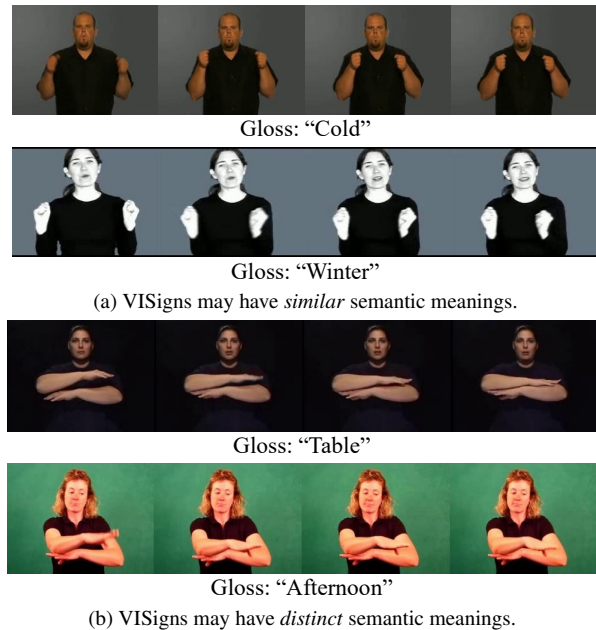 Gloss: “Cold”
Gloss: “Winter”
(a) VISigns may have similar semantic meanings.
Gloss: “Table”
Gloss: “Afternoon”
(b) VISigns may have distinct semantic meanings.